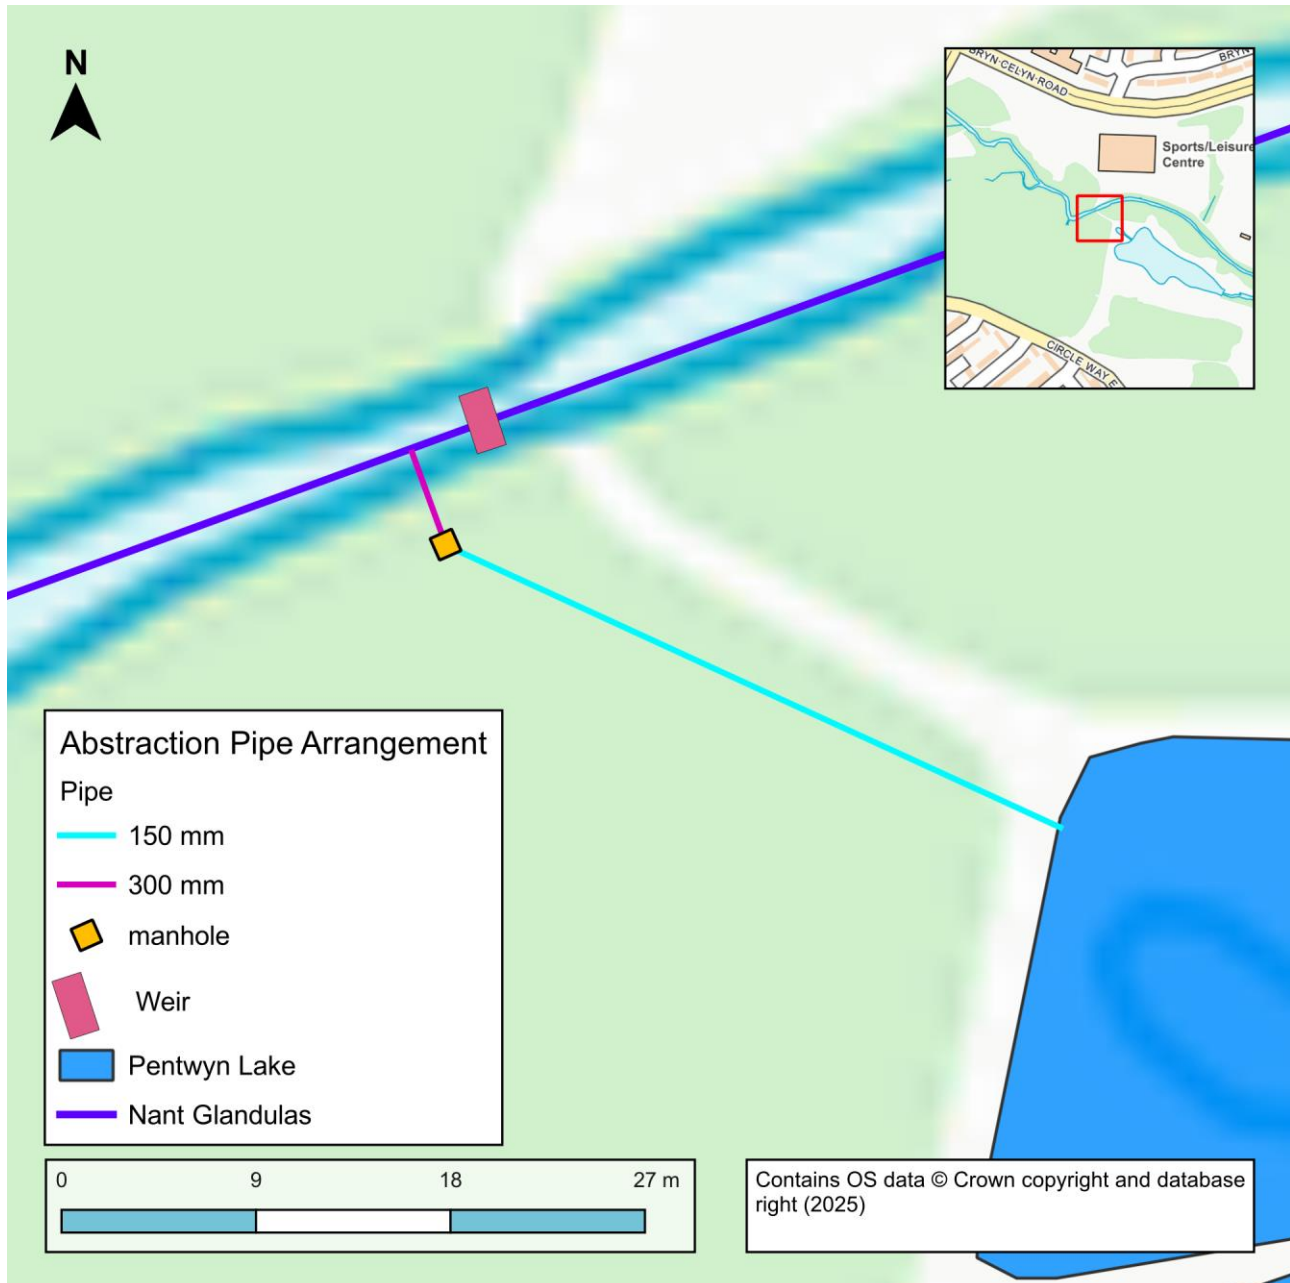 N
BRYN CELYN ROAD
BRYN
Sports/Leisure
Centre
CIRCLE WAY E
Abstraction Pipe Arrangement
Pipe
150 mm
300 mm
manhole
Weir
Pentwyn Lake
Nant Glandulas
0 9 18 27 m
Contains OS data © Crown copyright and database
right (2025)